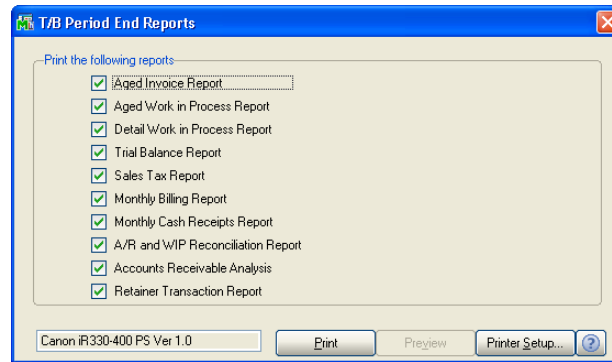 T/B Period End Reports
Print the following reports
Aged Invoice Report
Aged Work in Process Report
Detail Work in Process Report
Trial Balance Report
Sales Tax Report
Monthly Billing Report
Monthly Cash Receipts Report
A/R and WIP Reconciliation Report
Accounts Receivable Analysis
Retainer Transaction Report
Canon iR330-400 PS Ver 1.0 Print Preview Printer Setup... ?